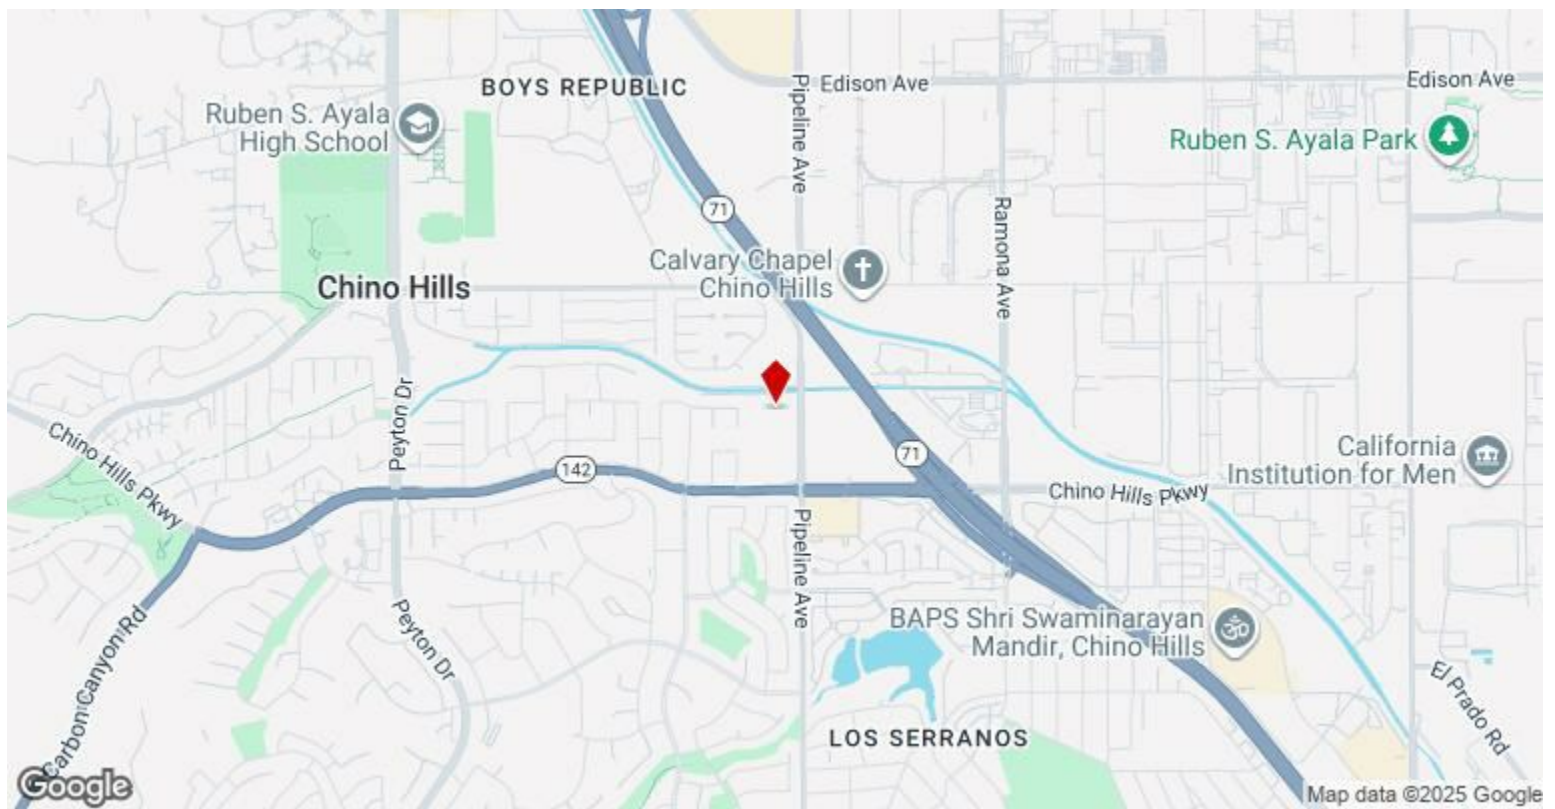 BOYS REPUBLIC
Edison Ave
Edison Ave
Pipeline Ave
Ruben S. Ayala
High School
Ruben S. Ayala Park
71
Ramona Ave
Calvary Chapel
Chino Hills
Chino Hills
Peyton Dr
Chino Hills Pkwy
142
71
California
Institution for Men
Chino Hills Pkwy
Pipeline Ave
Peyton Dr
BAPS Shri Swaminarayan
Mandir, Chino Hills
Carbon Canyon Rd
El Prado Rd
LOS SERRANOS
Google
Map data ©2025 Google